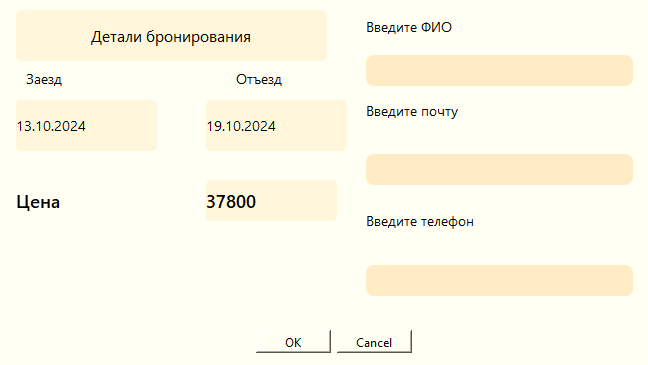 Детали бронирования
Заезд
Отъезд
13.10.2024
19.10.2024
Цена
37800
Введите ФИО
Введите почту
Введите телефон
OK
Cancel